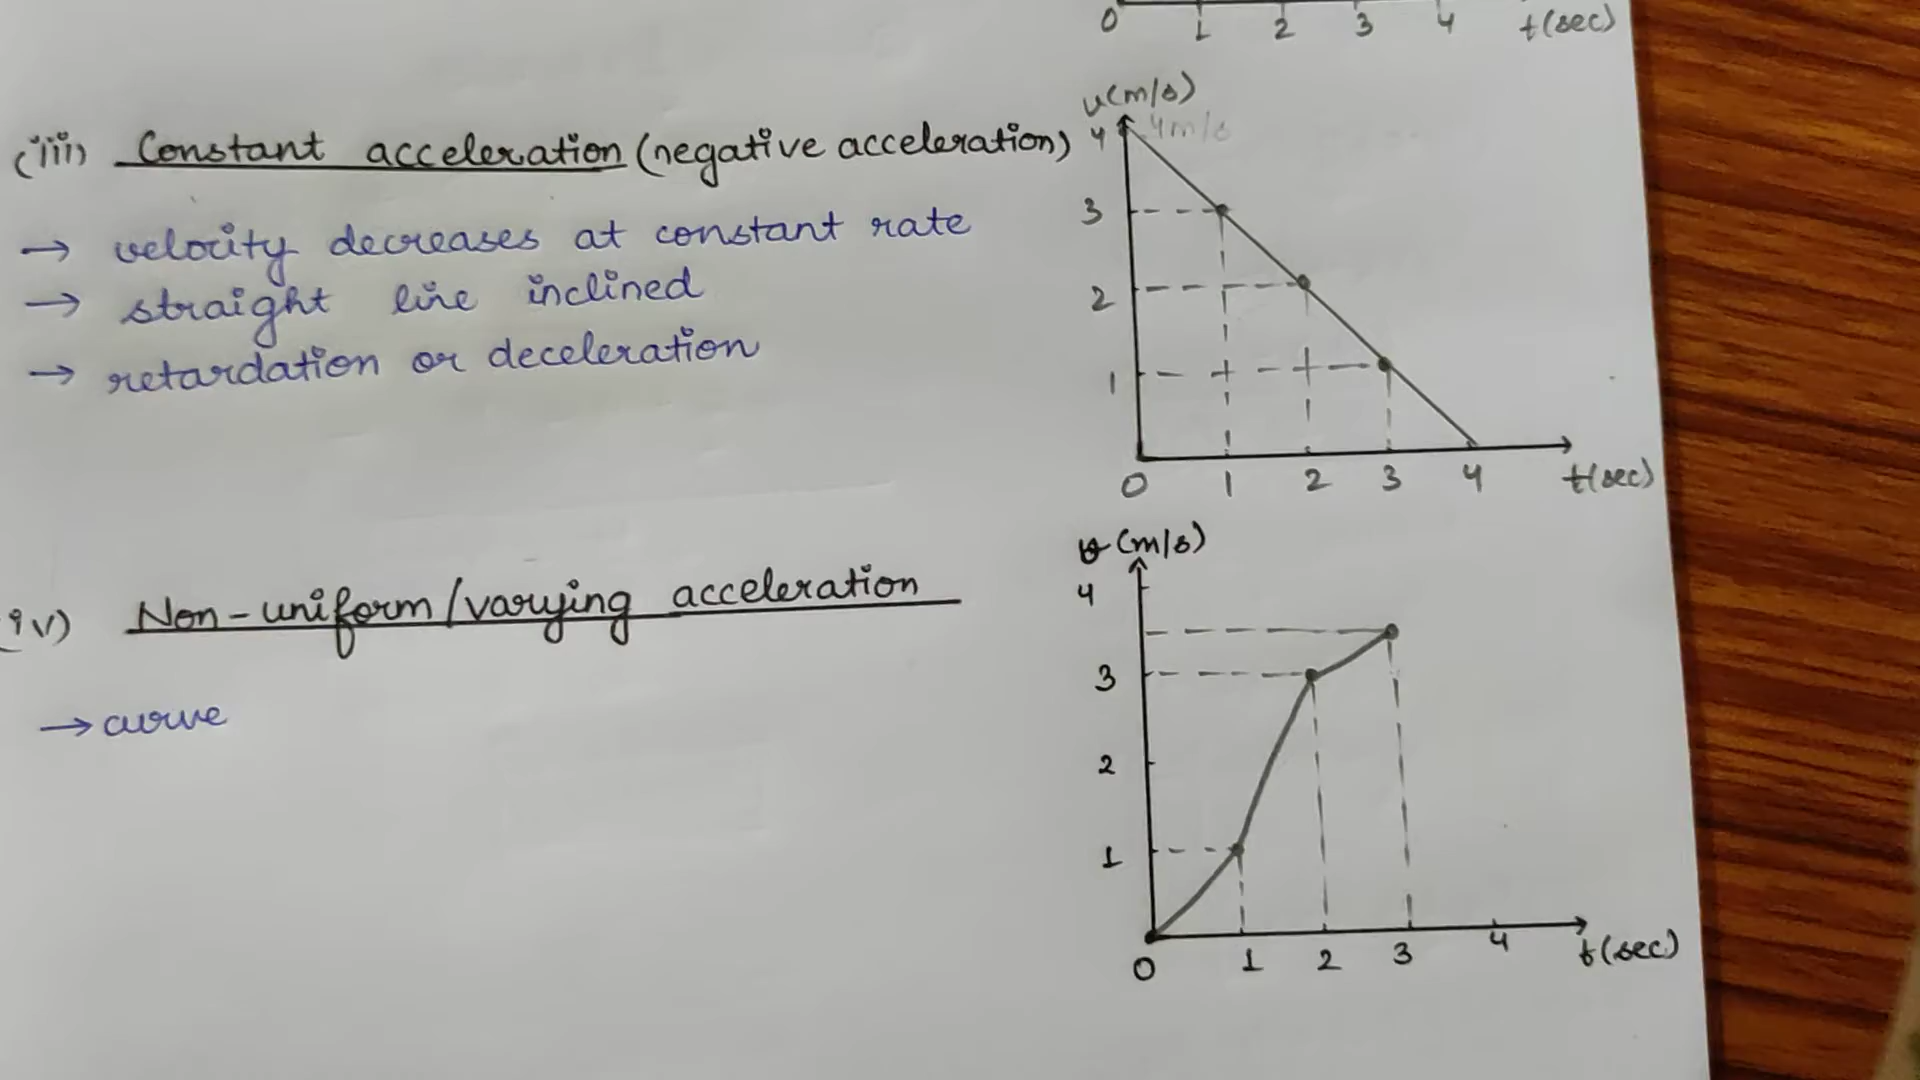 0 1 2 3 4 t(sec)
(iii) Constant acceleration (negative acceleration)
→ velocity decreases at constant rate
→ straight line inclined
→ retardation or deceleration
v(m/s)
4 4m/s
3
2
1
0 1 2 3 4 t(sec)
(iv) Non-uniform/varying acceleration
→ curve
v(m/s)
4
3
2
1
0 1 2 3 4 t(sec)